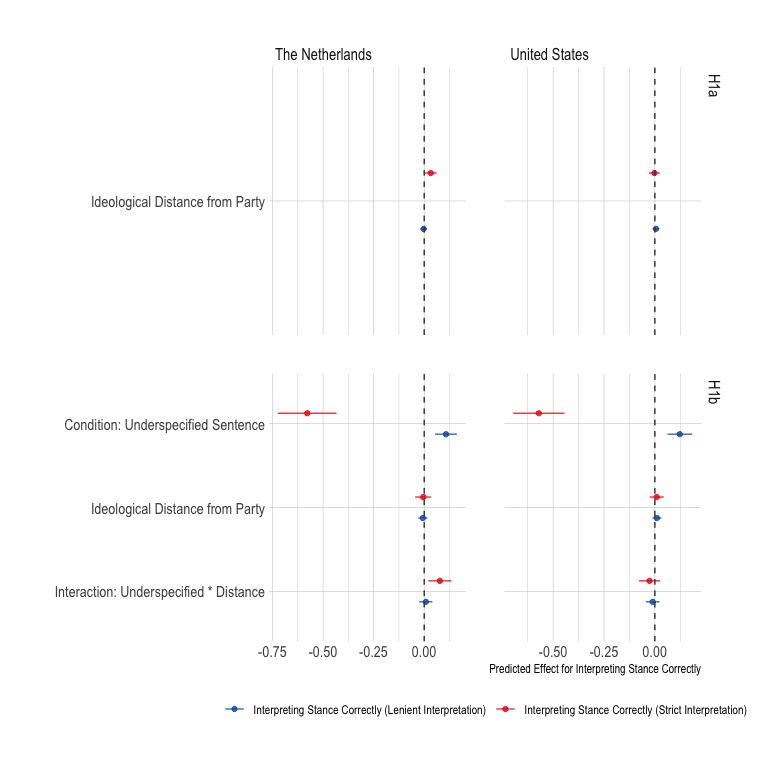 The Netherlands
United States
H1a
Ideological Distance from Party
H1b
Condition: Underspecified Sentence
Ideological Distance from Party
Interaction: Underspecified * Distance
-0.75 -0.50 -0.25 0.00
-0.50 -0.25 0.00
Predicted Effect for Interpreting Stance Correctly
Interpreting Stance Correctly (Lenient Interpretation)
Interpreting Stance Correctly (Strict Interpretation)